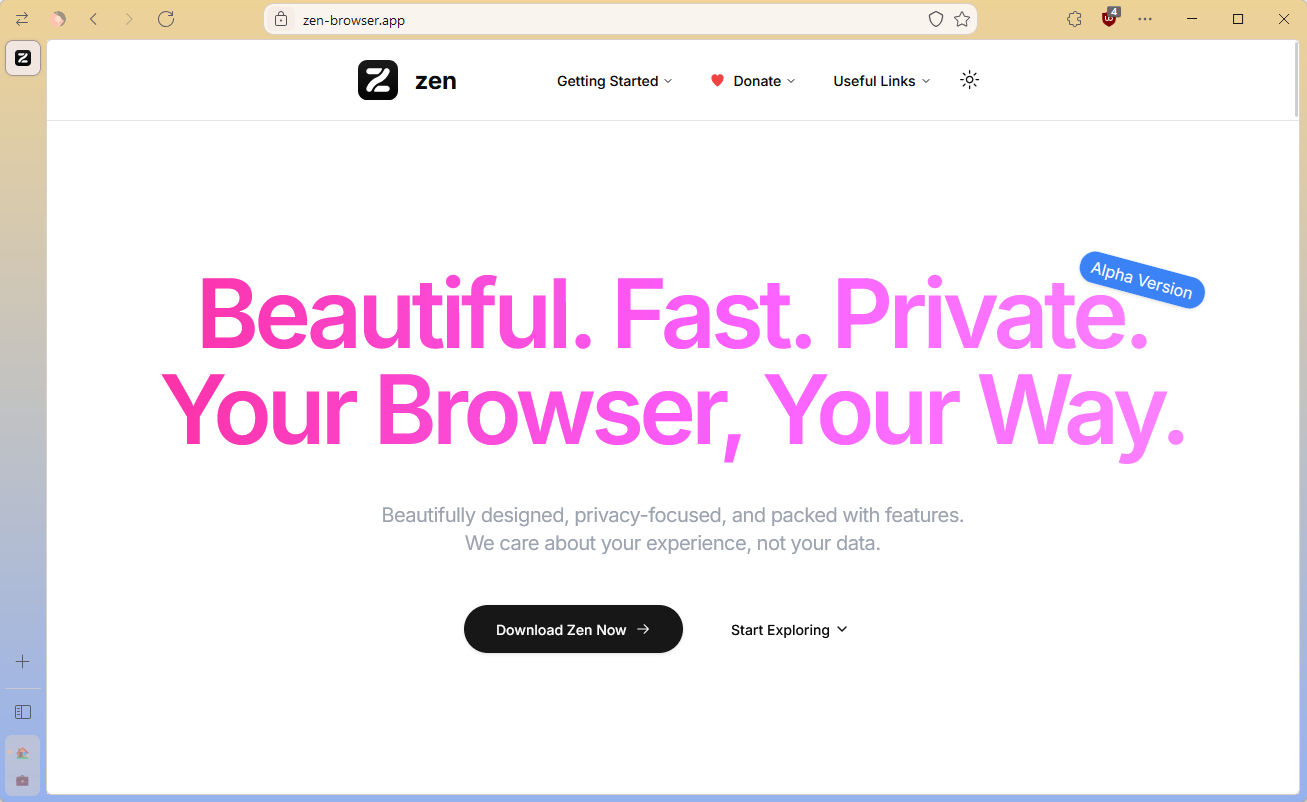 zen-browser.app
4
zen
Getting Started
Donate
Useful Links
Alpha Version
Beautiful. Fast. Private.
Your Browser, Your Way.
Beautifully designed, privacy-focused, and packed with features.
We care about your experience, not your data.
Download Zen Now
Start Exploring